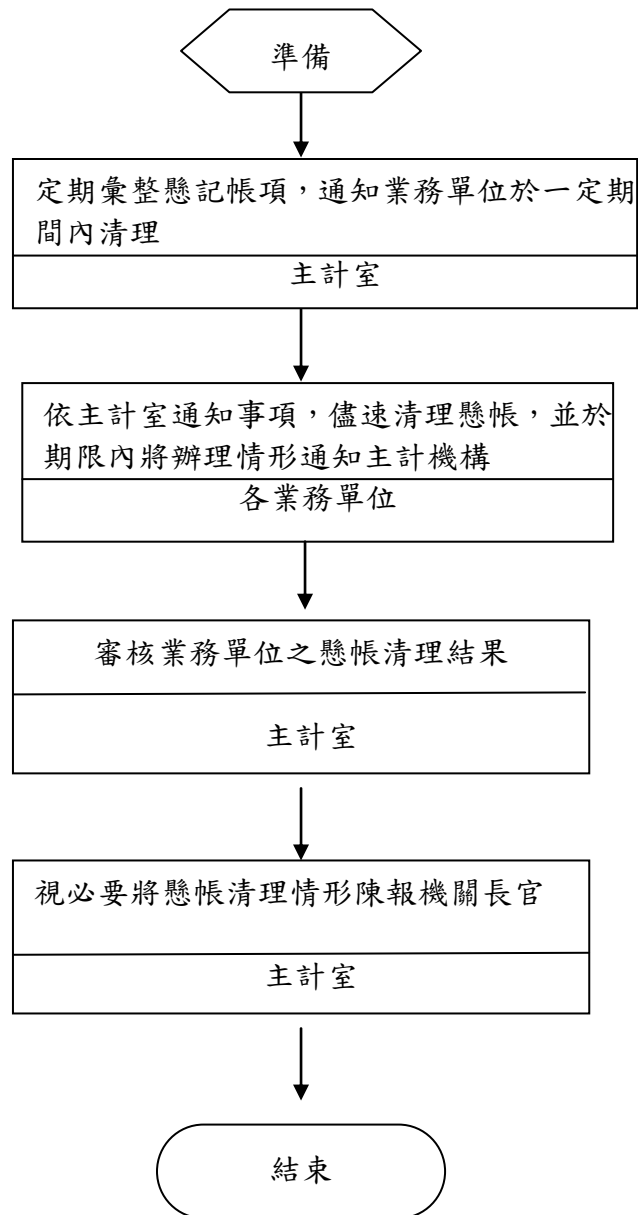 準備
定期彙整懸記帳項，通知業務單位於一定期
間內清理
主計室
依主計室通知事項，儘速清理懸帳，並於
期限內將辦理情形通知主計機構
各業務單位
審核業務單位之懸帳清理結果
主計室
視必要將懸帳清理情形陳報機關長官
主計室
結束